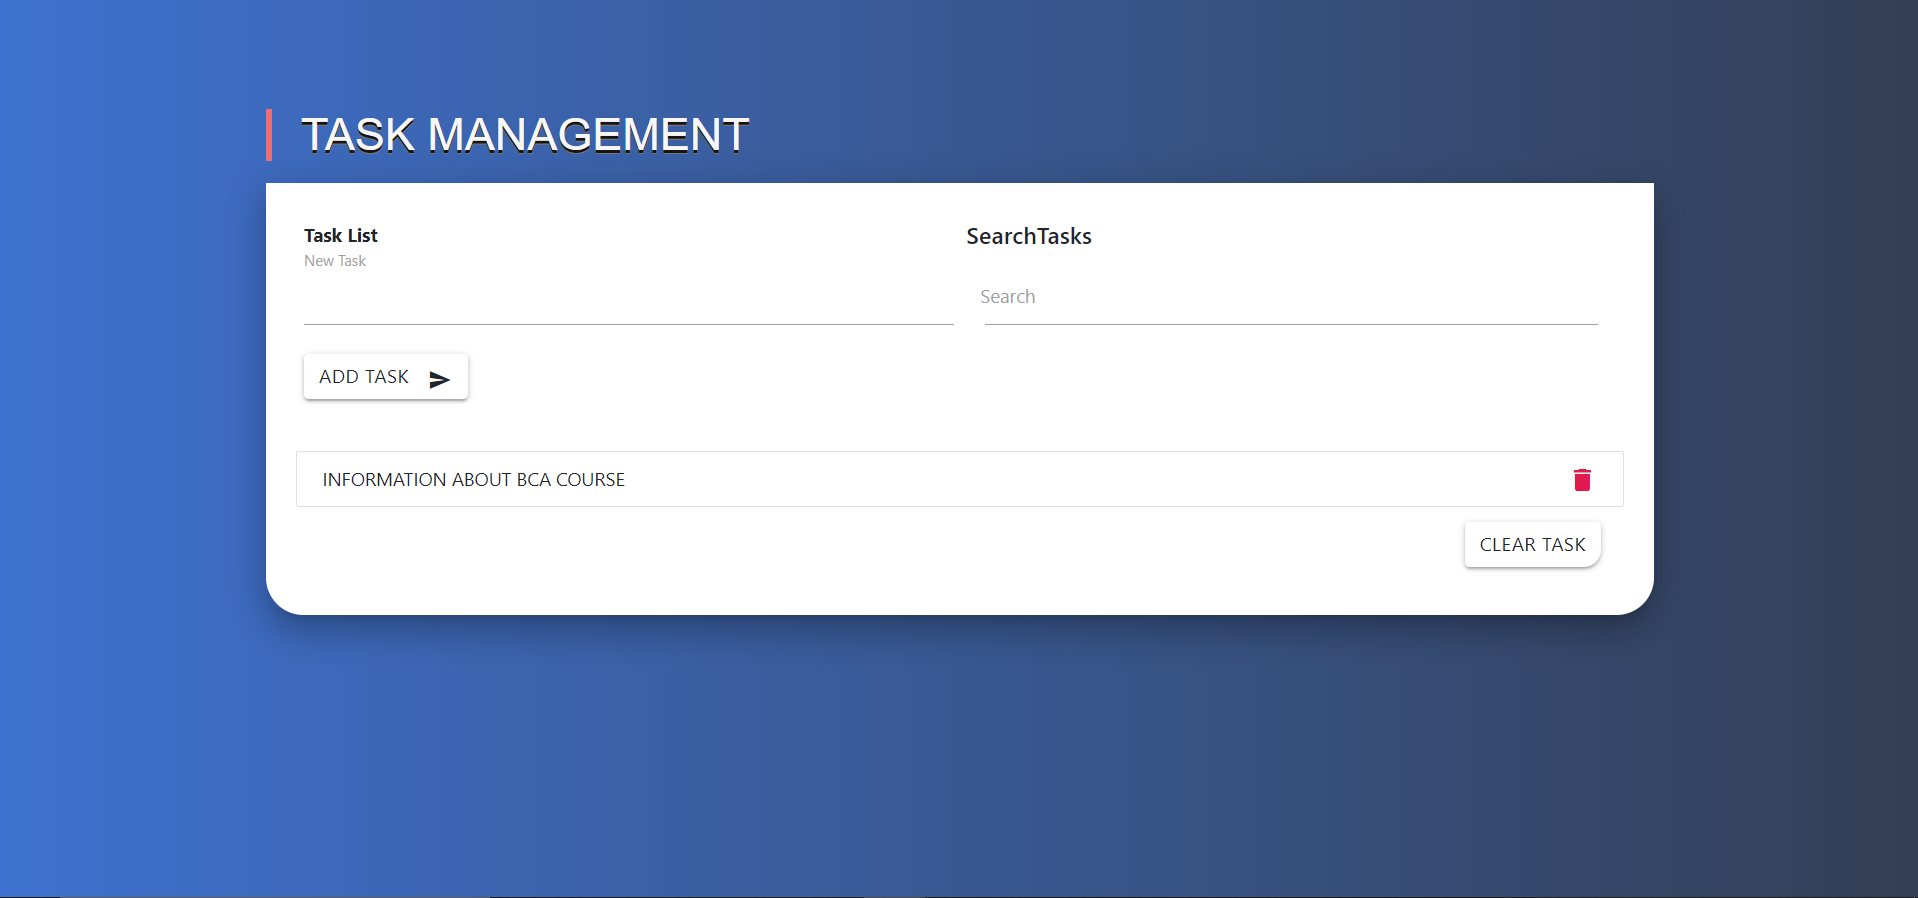 TASK MANAGEMENT
Task List
New Task
SearchTasks
Search
ADD TASK
INFORMATION ABOUT BCA COURSE
CLEAR TASK